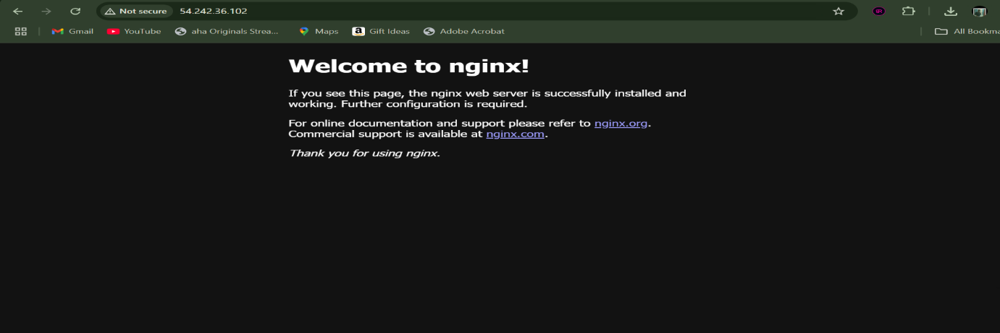 Not secure 54.242.36.102
Gmail YouTube aha Originals Strea... Maps Gift Ideas Adobe Acrobat All Bookma
Welcome to nginx!
If you see this page, the nginx web server is successfully installed and
working. Further configuration is required.
For online documentation and support please refer to nginx.org.
Commercial support is available at nginx.com.
Thank you for using nginx.